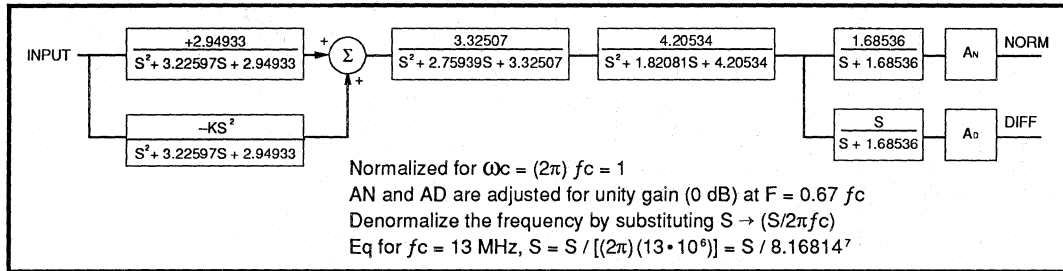 INPUT
+2.94933
S² + 3.22597S + 2.94933
+
Σ
+
3.32507
S² + 2.75939S + 3.32507
4.20534
S² + 1.82081S + 4.20534
1.68536
S + 1.68536
AN
NORM
–KS²
S² + 3.22597S + 2.94933
S
S + 1.68536
AD
DIFF
Normalized for ωc = (2π) fc = 1
AN and AD are adjusted for unity gain (0 dB) at F = 0.67 fc
Denormalize the frequency by substituting S → (S/2πfc)
Eq for fc = 13 MHz, S = S / [(2π) (13 • 10⁶)] = S / 8.16814⁷